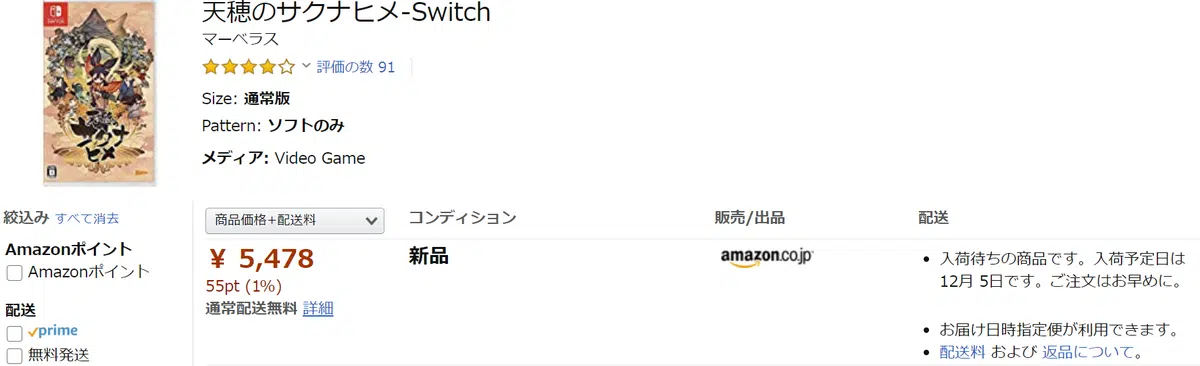 天穂のサクナヒメ-Switch
マーベラス
評価の数 91
Size: 通常版
Pattern: ソフトのみ
メディア: Video Game
天穂の
サクナ
ヒメ
絞込み すべて消去
商品価格+配送料
コンディション
販売/出品
配送
Amazonポイント
Amazonポイント
配送
prime
無料発送
¥ 5,478
55pt (1%)
通常配送無料 詳細
新品
amazon.co.jp
入荷待ちの商品です。入荷予定日は
12月 5日です。ご注文はお早めに。
お届け日時指定便が利用できます。
配送料 および 返品について。